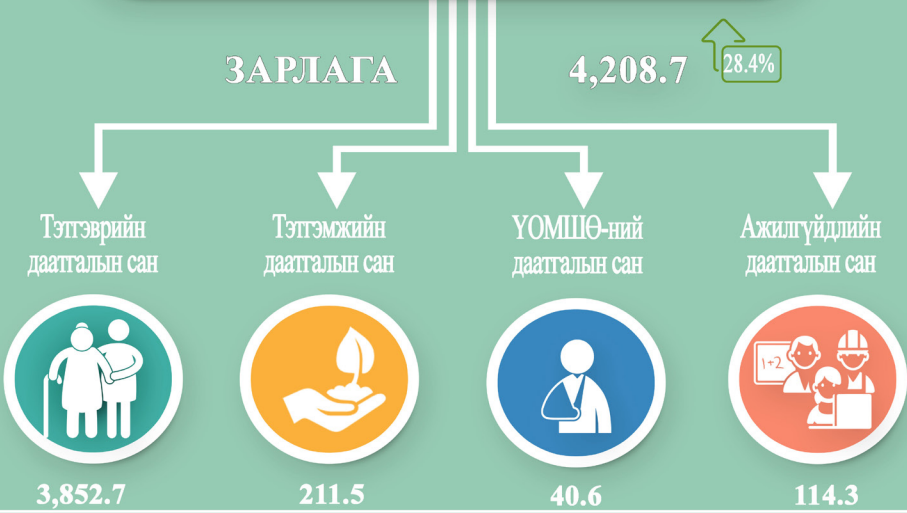 ЗАРЛАГА
4,208.7
28.4%
Тэтгэврийн
даатгалын сан
Тэтгэмжийн
даатгалын сан
ҮОМШӨ-ний
даатгалын сан
Ажилгүйдлийн
даатгалын сан
1+2
3,852.7
211.5
40.6
114.3